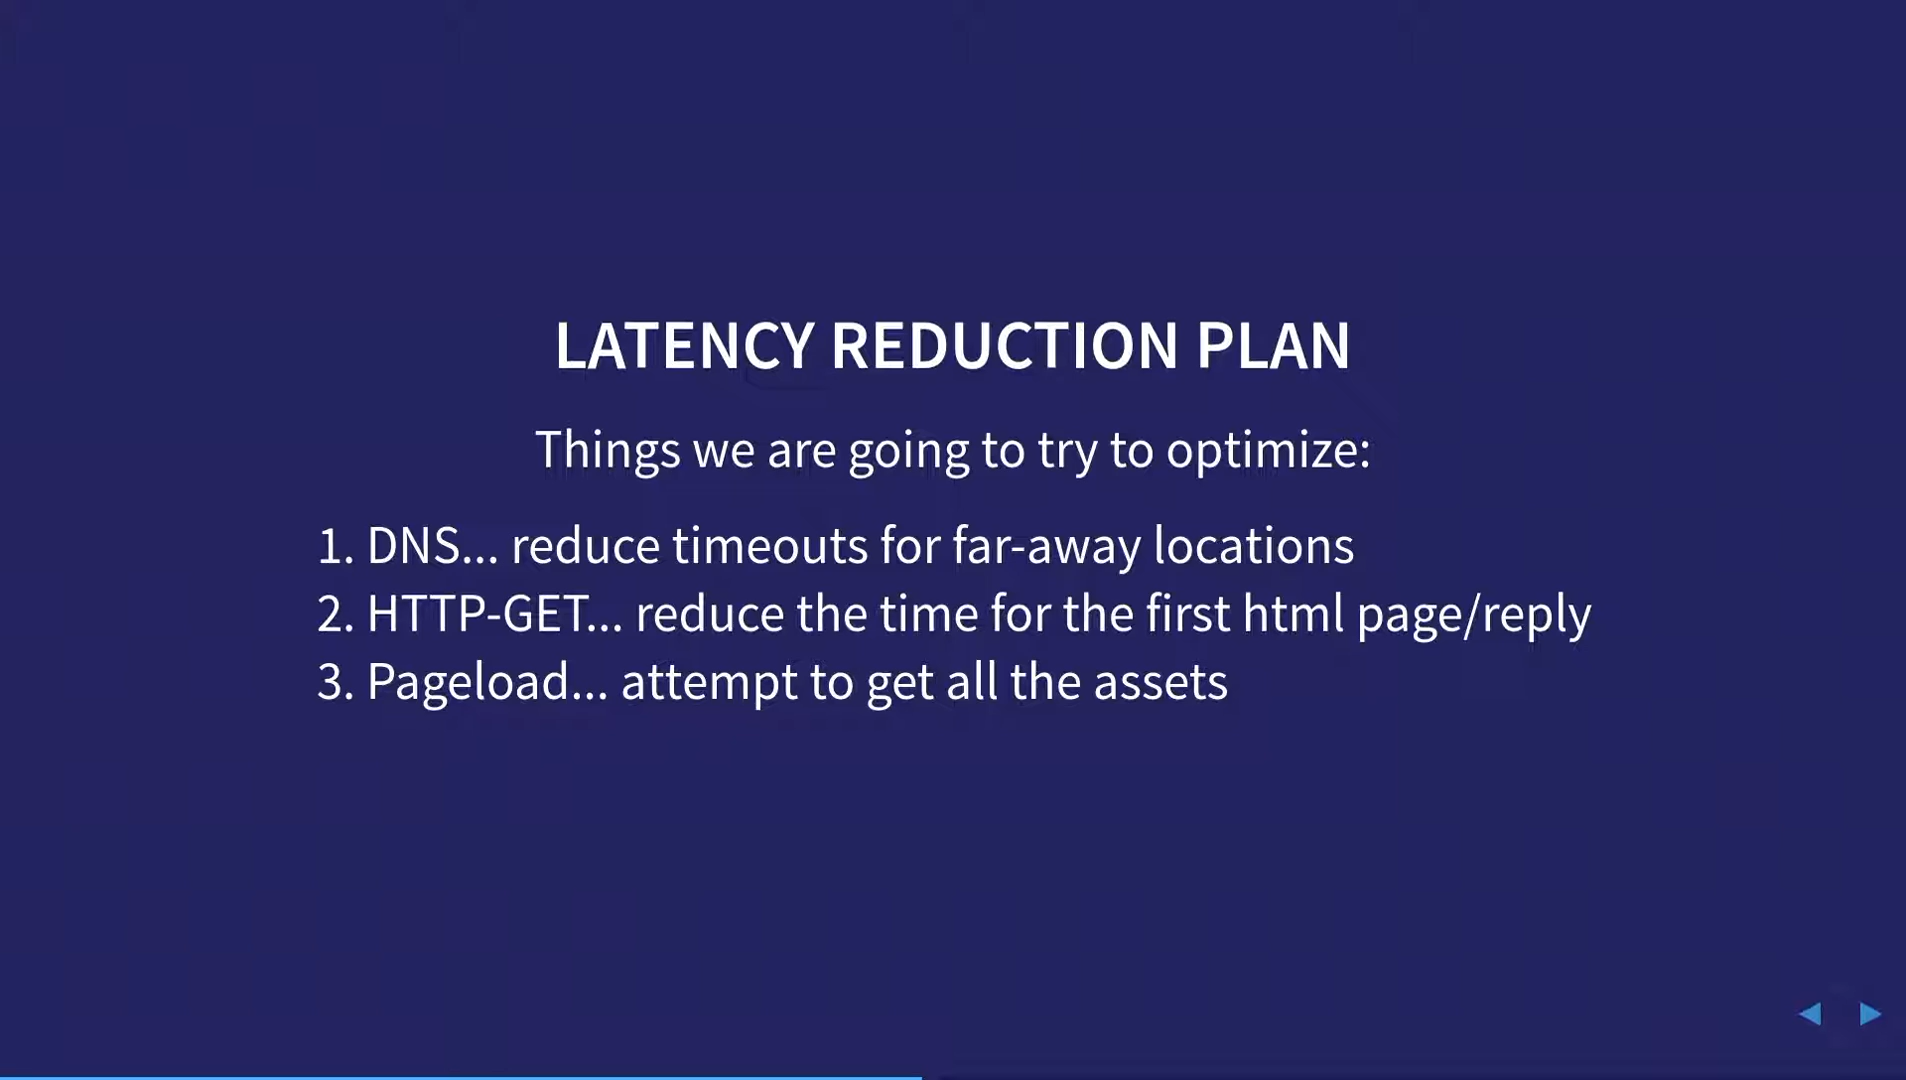 LATENCY REDUCTION PLAN
Things we are going to try to optimize:
1. DNS... reduce timeouts for far-away locations
2. HTTP-GET... reduce the time for the first html page/reply
3. Pageload... attempt to get all the assets